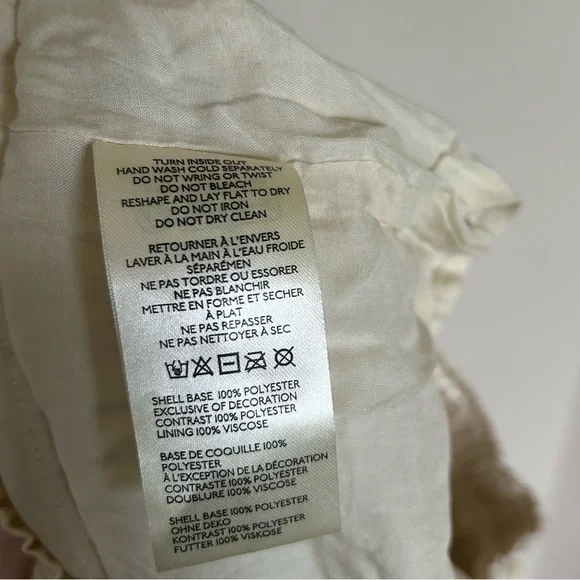 TURN INSIDE OUT
HAND WASH COLD SEPARATELY
DO NOT WRING OR TWIST
DO NOT BLEACH
RESHAPE AND LAY FLAT TO DRY
DO NOT IRON
DO NOT DRY CLEAN
RETOURNER À L'ENVERS
LAVER À LA MAIN À L'EAU FROIDE
SÉPARÉMEN
NE PAS TORDRE OU ESSORER
NE PAS BLANCHIR
METTRE EN FORME ET SECHER
À PLAT
NE PAS REPASSER
NE PAS NETTOYER À SEC
SHELL BASE 100% POLYESTER
EXCLUSIVE OF DECORATION
CONTRAST 100% POLYESTER
LINING 100% VISCOSE
BASE DE COQUILLE 100%
POLYESTER
À L'EXCEPTION DE LA DÉCORATION
CONTRASTE 100% POLYESTER
DOUBLURE 100% VISCOSE
SHELL BASE 100% POLYESTER
OHNE DEKO
KONTRAST 100% POLYESTER
FUTTER 100% VISKOSE